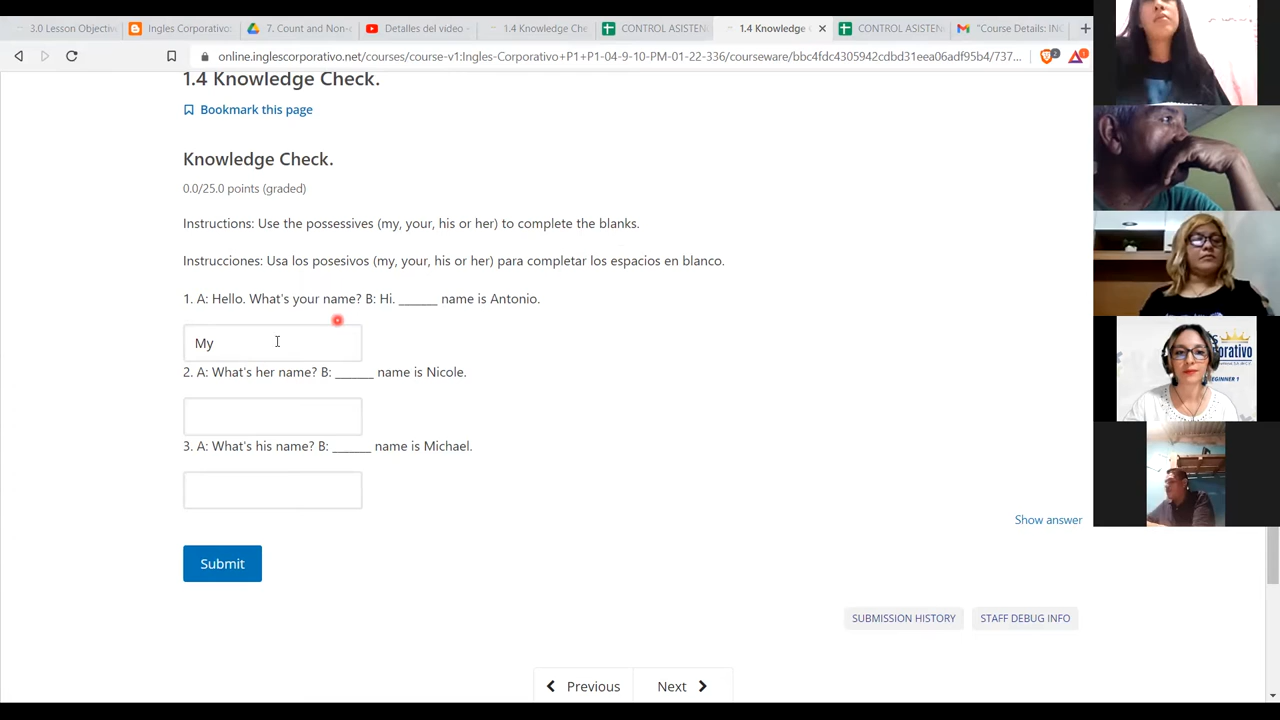 3.0 Lesson Objectiv
Ingles Corporativo:
7. Count and Non-
Detalles del video
1.4 Knowledge Che
CONTROL ASISTEN
1.4 Knowledge
CONTROL ASISTEN
"Course Details: INC
online.inglescorporativo
/courses/course-v1:Ingles-Corporativo+P1+P1-04-9-10-PM-01-22-336/courseware/bbc4fdc4305942cdbd31eea06adf95b4/737...
1.4 Knowledge Check.
Bookmark this page
Knowledge Check.
0.0/25.0 points (graded)
Instructions: Use the possessives (my, your, his or her) to complete the blanks.
Instrucciones: Usa los posesivos (my, your, his or her) para completar los espacios en blanco.
1. A: Hello. What's your name? B: Hi. ______ name is Antonio.
My
2. A: What's her name? B: ______ name is Nicole.
3. A: What's his name? B: ______ name is Michael.
Show answer
Submit
SUBMISSION HISTORY
STAFF DEBUG INFO
Previous
Next
EGINNER 1